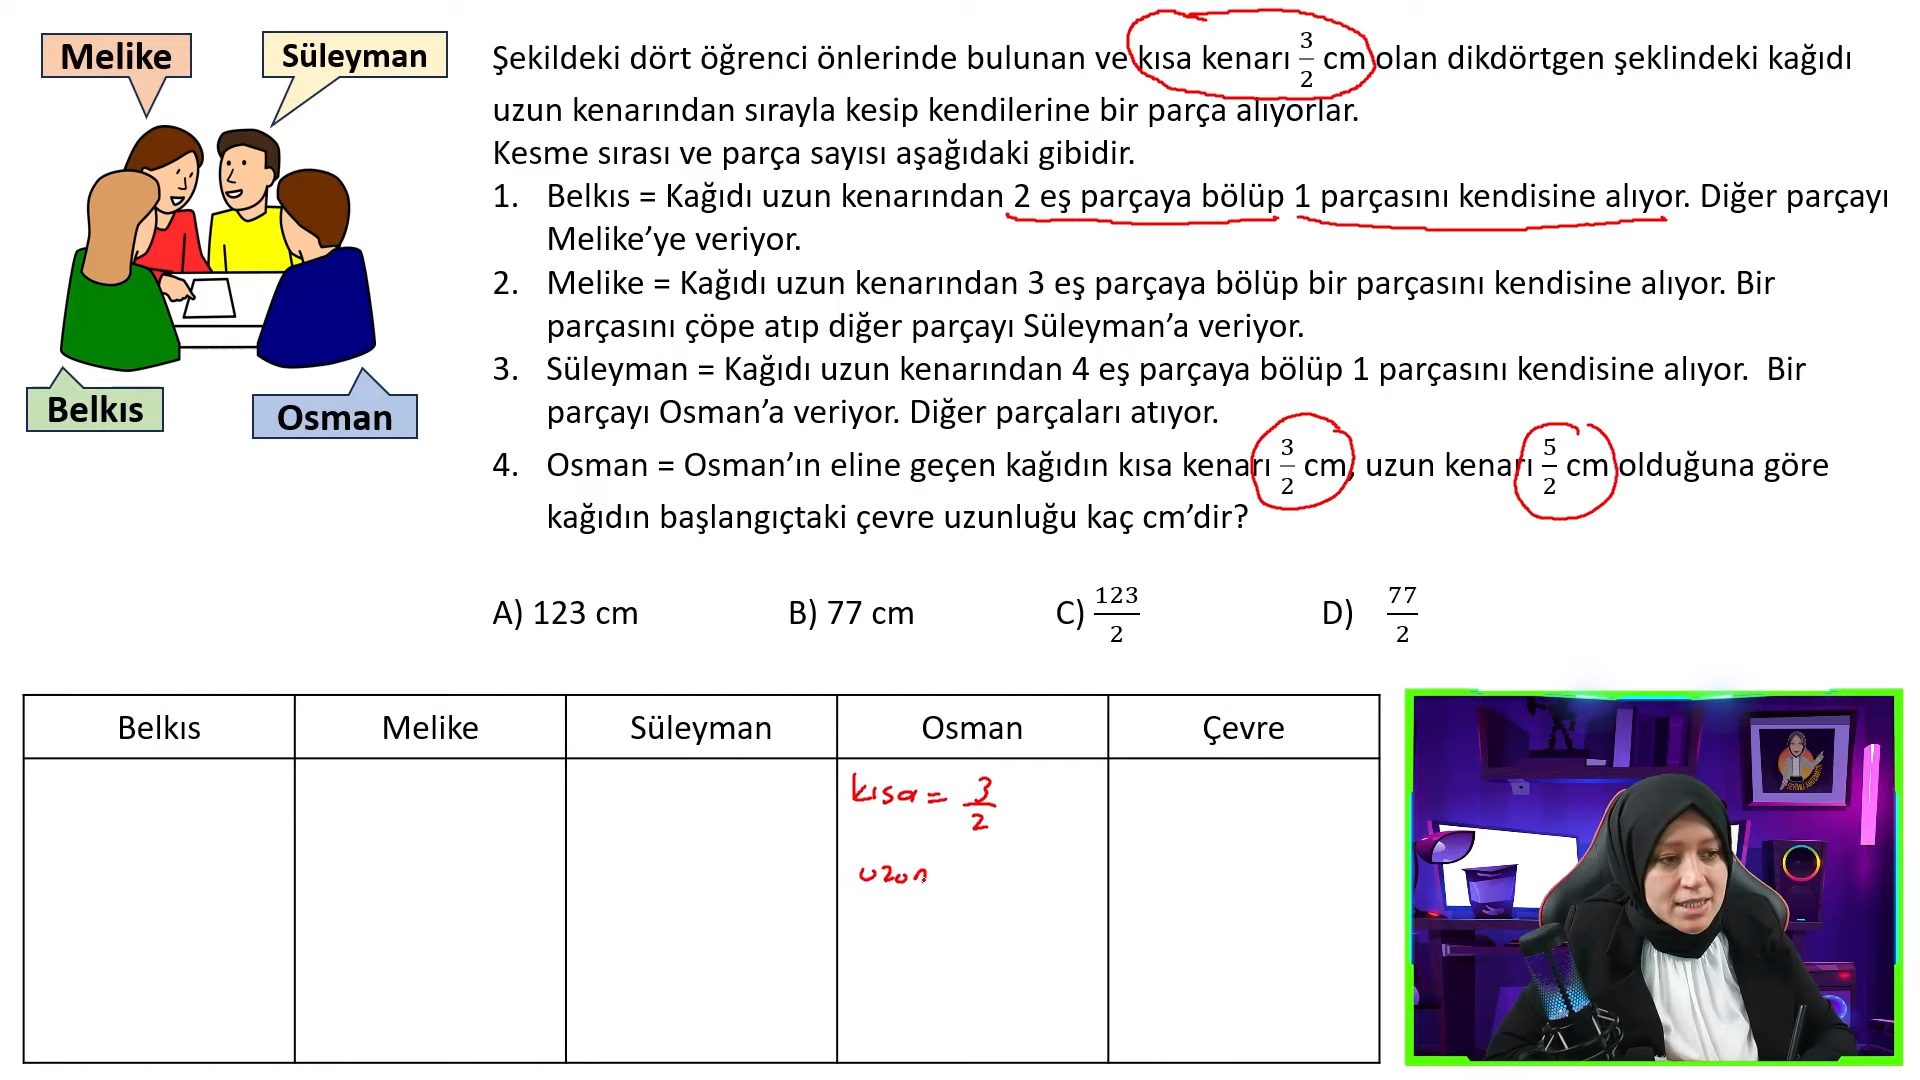 Melike
Süleyman
Belkıs
Osman
Şekildeki dört öğrenci önlerinde bulunan ve kısa kenarı 3/2 cm olan dikdörtgen şeklindeki kağıdı
uzun kenarından sırayla kesip kendilerine bir parça alıyorlar.
Kesme sırası ve parça sayısı aşağıdaki gibidir.
1. Belkıs = Kağıdı uzun kenarından 2 eş parçaya bölüp 1 parçasını kendisine alıyor. Diğer parçayı
Melike’ye veriyor.
2. Melike = Kağıdı uzun kenarından 3 eş parçaya bölüp bir parçasını kendisine alıyor. Bir
parçasını çöpe atıp diğer parçayı Süleyman’a veriyor.
3. Süleyman = Kağıdı uzun kenarından 4 eş parçaya bölüp 1 parçasını kendisine alıyor. Bir
parçayı Osman’a veriyor. Diğer parçaları atıyor.
4. Osman = Osman’ın eline geçen kağıdın kısa kenarı 3/2 cm, uzun kenarı 5/2 cm olduğuna göre
kağıdın başlangıçtaki çevre uzunluğu kaç cm’dir?
A) 123 cm B) 77 cm C) 123/2 D) 77/2
Belkıs Melike Süleyman Osman Çevre
kısa = 3/2
uzun